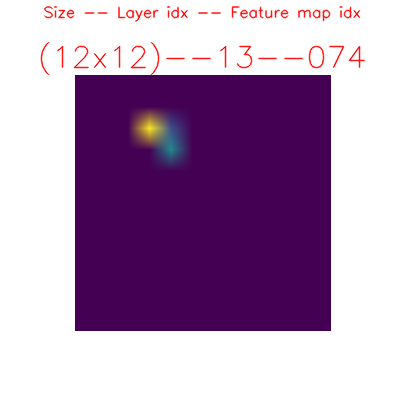 Size -- Layer idx -- Feature map idx
(12x12)--13--074